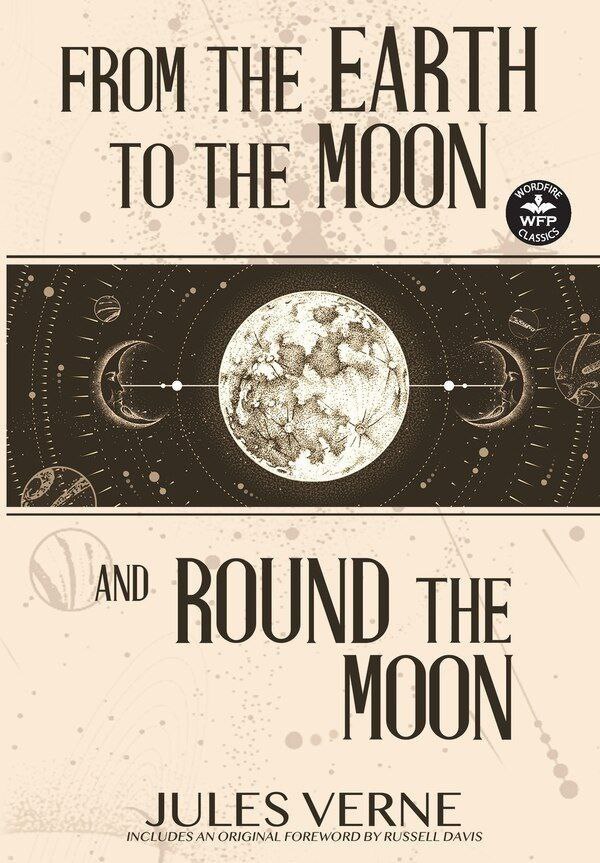 FROM THE EARTH
TO THE MOON
WORDFIRE
WFP
CLASSICS
AND ROUND THE
MOON
JULES VERNE
INCLUDES AN ORIGINAL FOREWORD BY RUSSELL DAVIS